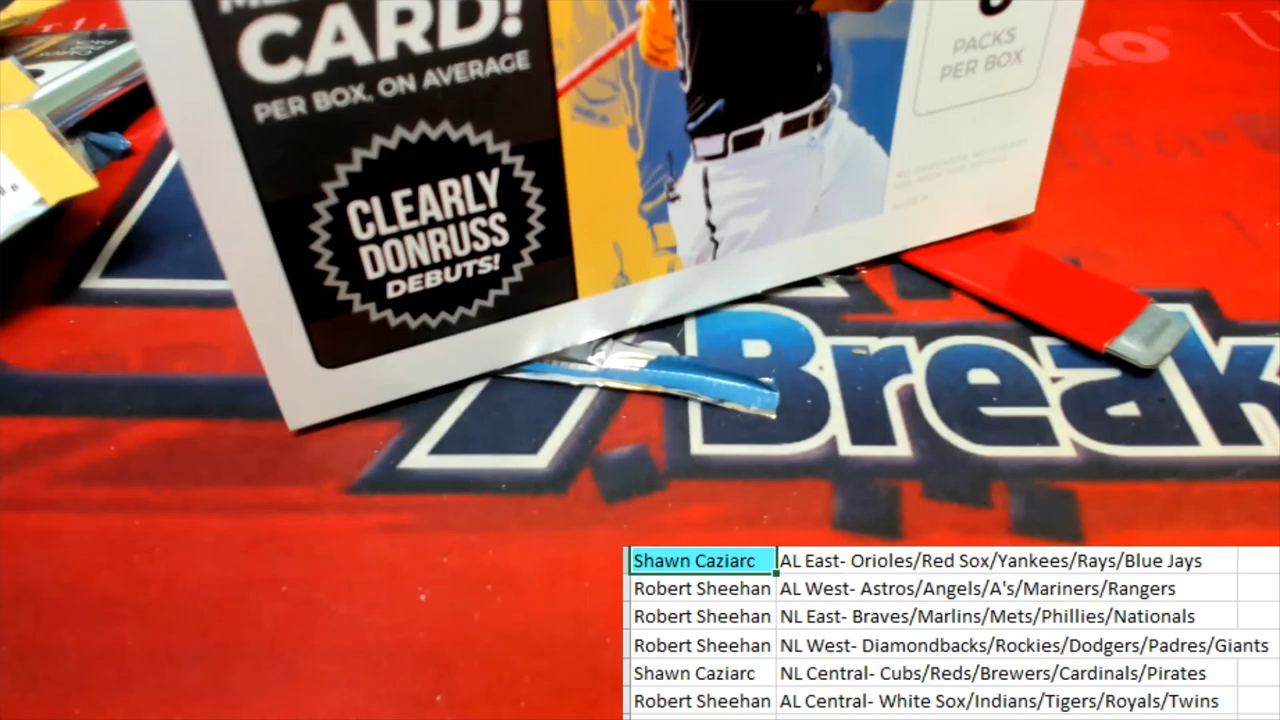 CARD!
PER BOX, ON AVERAGE
CLEARLY
DONRUSS
DEBUTS!
PACKS
PER BOX
Break
Shawn Caziarc AL East- Orioles/Red Sox/Yankees/Rays/Blue Jays
Robert Sheehan AL West- Astros/Angels/A's/Mariners/Rangers
Robert Sheehan NL East- Braves/Marlins/Mets/Phillies/Nationals
Robert Sheehan NL West- Diamondbacks/Rockies/Dodgers/Padres/Giants
Shawn Caziarc NL Central- Cubs/Reds/Brewers/Cardinals/Pirates
Robert Sheehan AL Central- White Sox/Indians/Tigers/Royals/Twins